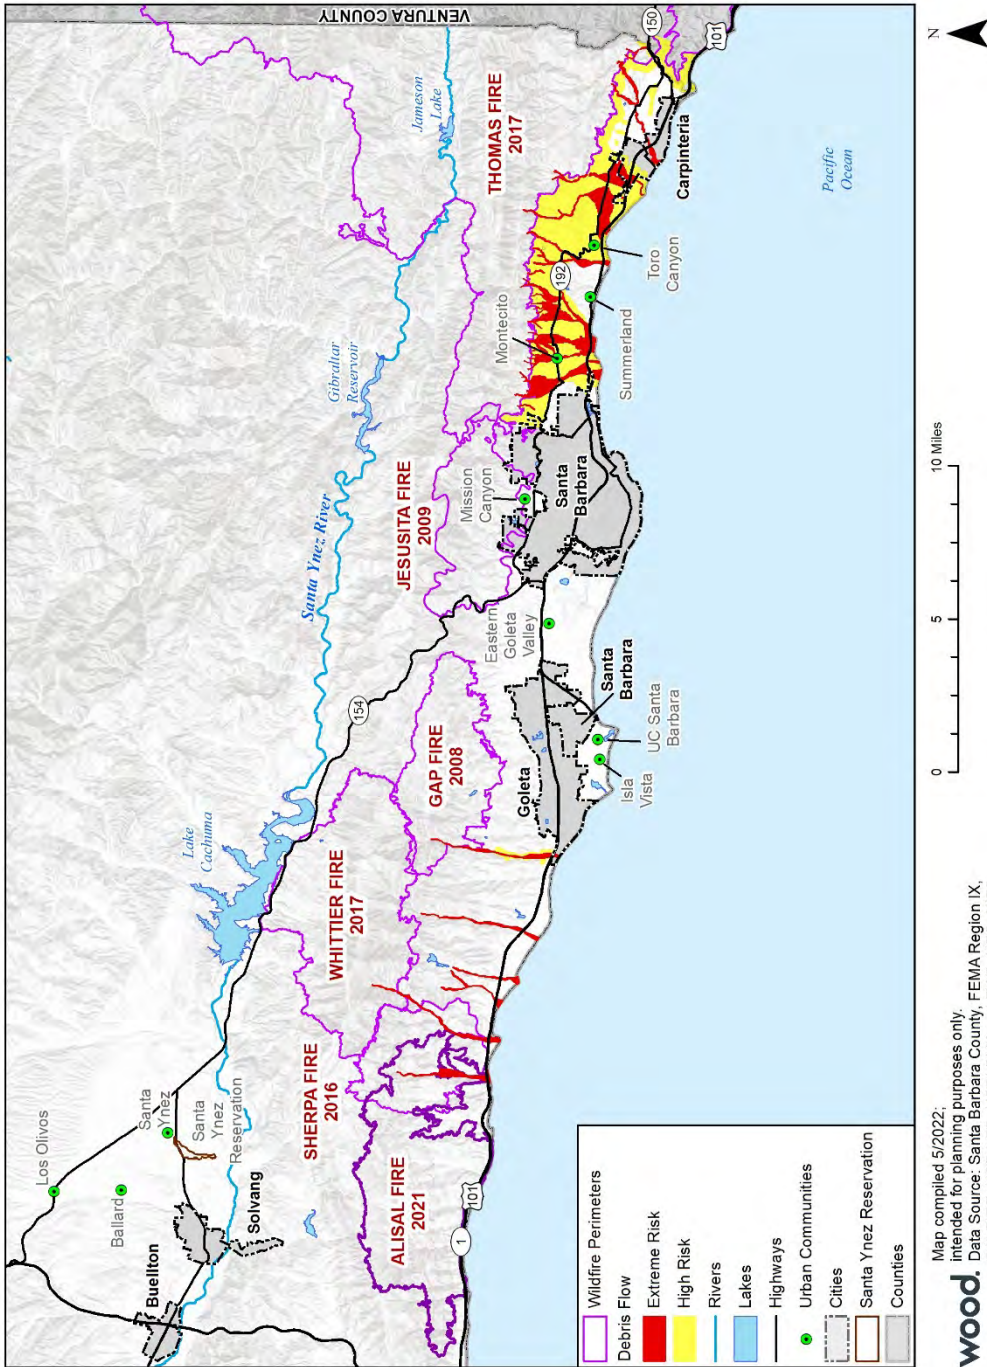 VENTURA COUNTY
150
101
Jameson
Lake
THOMAS FIRE
2017
Carpinteria
Pacific
Ocean
Toro
Canyon
192
Summerland
Montecito
Gibraltar
Reservoir
Santa Ynez River
JESUSITA FIRE
2009
Mission
Canyon
Santa
Barbara
Eastern
Goleta
Valley
154
GAP FIRE
2008
Goleta
Santa
Barbara
UC Santa
Barbara
Isla
Vista
Lake
Cachuma
WHITTIER FIRE
2017
SHERPA FIRE
2016
ALISAL FIRE
2021
Los Olivos
Ballard
Santa
Ynez
Santa
Ynez
Reservation
Solvang
Buellton
101
1
Wildfire Perimeters
Debris Flow
Extreme Risk
High Risk
Rivers
Lakes
Highways
Urban Communities
Cities
Santa Ynez Reservation
Counties
0 5 10 Miles
N
wood.
Map compiled 5/2022;
intended for planning purposes only.
Data Source: Santa Barbara County, FEMA Region IX,